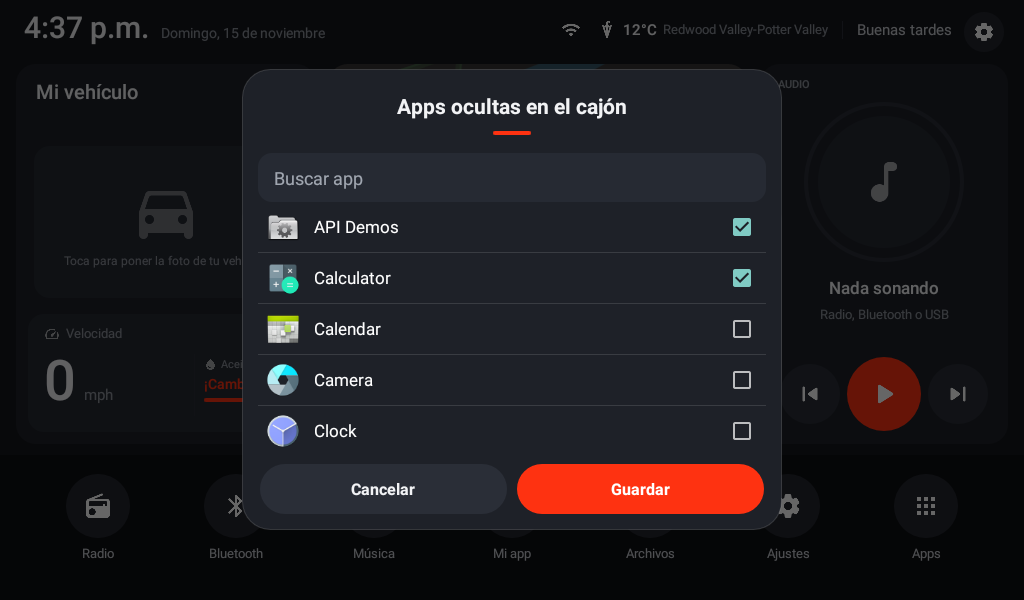 4:37 p.m. Domingo, 15 de noviembre
12°C Redwood Valley-Potter Valley
Buenas tardes
Mi vehículo
AUDIO
Apps ocultas en el cajón
Buscar app
API Demos
Calculator
Calendar
Camera
Clock
Cancelar
Guardar
Toca para poner la foto de tu
Velocidad
0 mph
Nada sonando
Radio, Bluetooth o USB
Radio
Bluetooth
Música
Mi app
Archivos
Ajustes
Apps